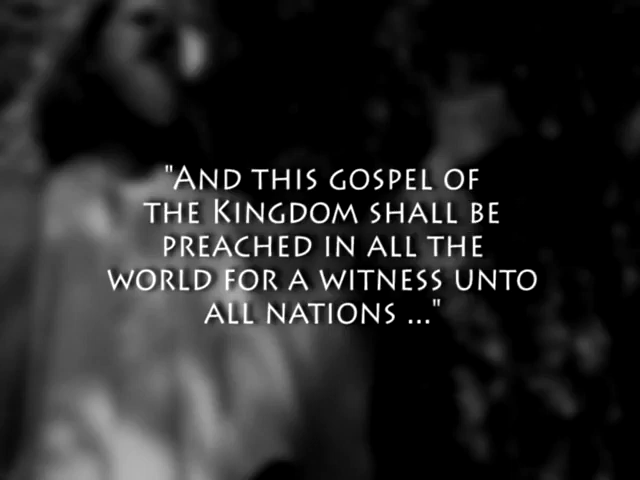 "And this gospel of
the Kingdom shall be
preached in all the
world for a witness unto
all nations ..."